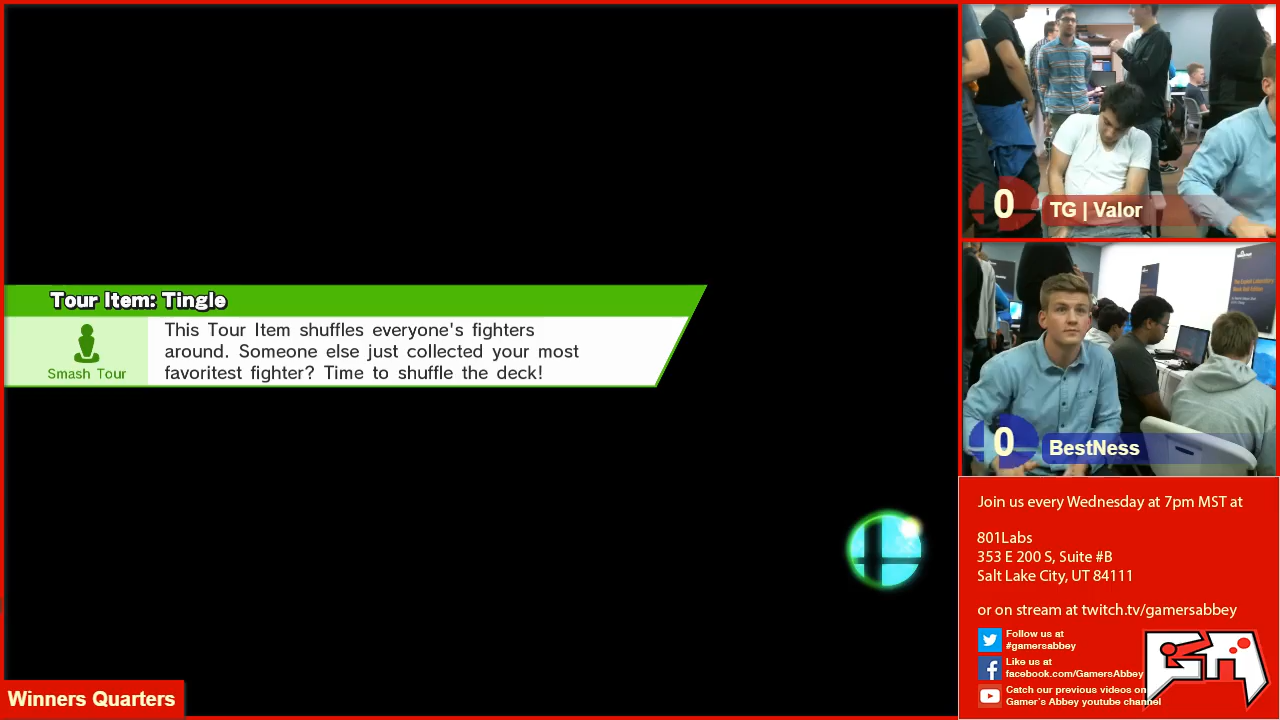 Tour Item: Tingle
This Tour Item shuffles everyone's fighters
around. Someone else just collected your most
favoritest fighter? Time to shuffle the deck!
Smash Tour
Winners Quarters
0
TG | Valor
0
BestNess
Join us every Wednesday at 7pm MST at
801Labs
353 E 200 S, Suite #B
Salt Lake City, UT 84111
or on stream at twitch.tv/gamersabbey
Follow us at
#gamersabbey
Like us at
facebook.com/GamersAbbey
Catch our previous videos on
Gamer's Abbey youtube channel